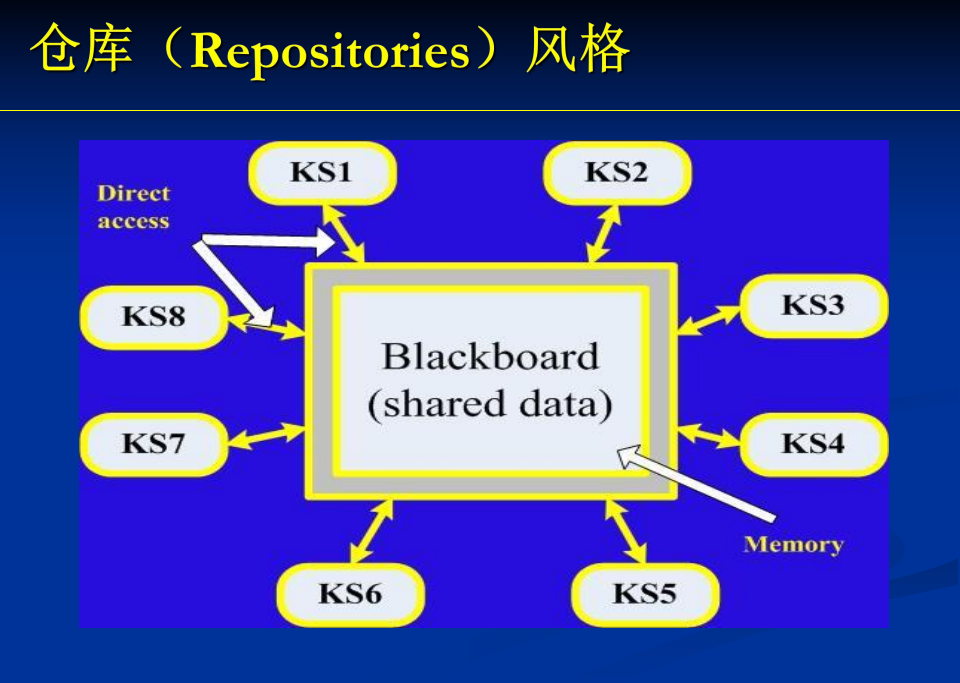 仓库（Repositories）风格
KS1
KS2
Direct
access
KS8
KS3
Blackboard
(shared data)
KS7
KS4
Memory
KS6
KS5